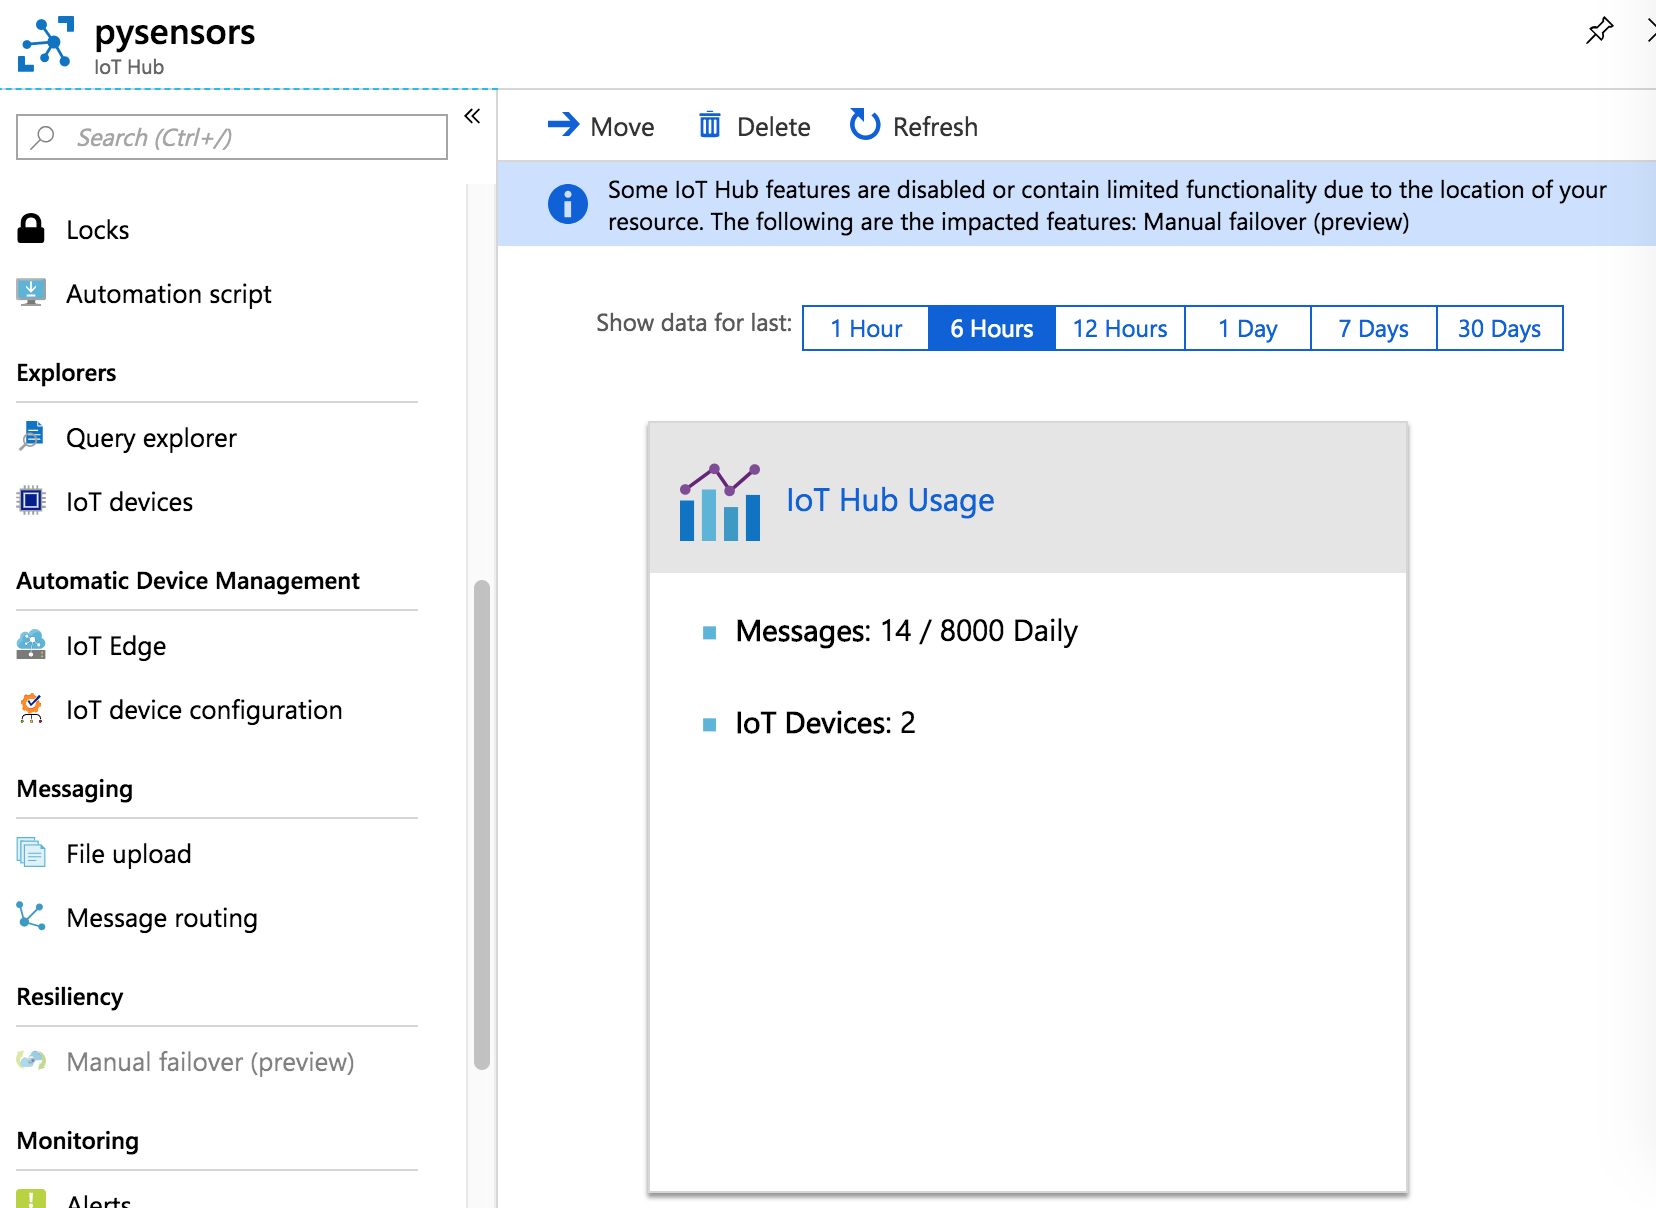 pysensors
IoT Hub
Search (Ctrl+/)
Locks
Automation script
Explorers
Query explorer
IoT devices
Automatic Device Management
IoT Edge
IoT device configuration
Messaging
File upload
Message routing
Resiliency
Manual failover (preview)
Monitoring
Alerts
Move
Delete
Refresh
Some IoT Hub features are disabled or contain limited functionality due to the location of your
resource. The following are the impacted features: Manual failover (preview)
Show data for last:
1 Hour
6 Hours
12 Hours
1 Day
7 Days
30 Days
IoT Hub Usage
Messages: 14 / 8000 Daily
IoT Devices: 2